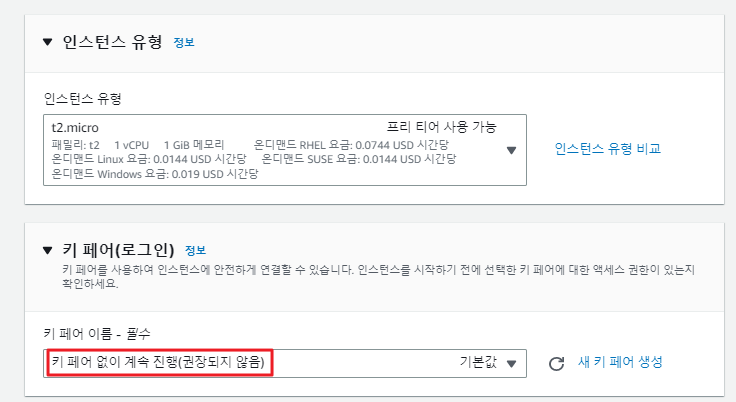 인스턴스 유형 정보
인스턴스 유형
t2.micro 프리 티어 사용 가능
패밀리: t2 1 vCPU 1 GiB 메모리 온디맨드 RHEL 요금: 0.0744 USD 시간당
온디맨드 Linux 요금: 0.0144 USD 시간당 온디맨드 SUSE 요금: 0.0144 USD 시간당
온디맨드 Windows 요금: 0.019 USD 시간당
인스턴스 유형 비교
키 페어(로그인) 정보
키 페어를 사용하여 인스턴스에 안전하게 연결할 수 있습니다. 인스턴스를 시작하기 전에 선택한 키 페어에 대한 액세스 권한이 있는지
확인하세요.
키 페어 이름 - 필수
키 페어 없이 계속 진행(권장되지 않음) 기본값 새 키 페어 생성